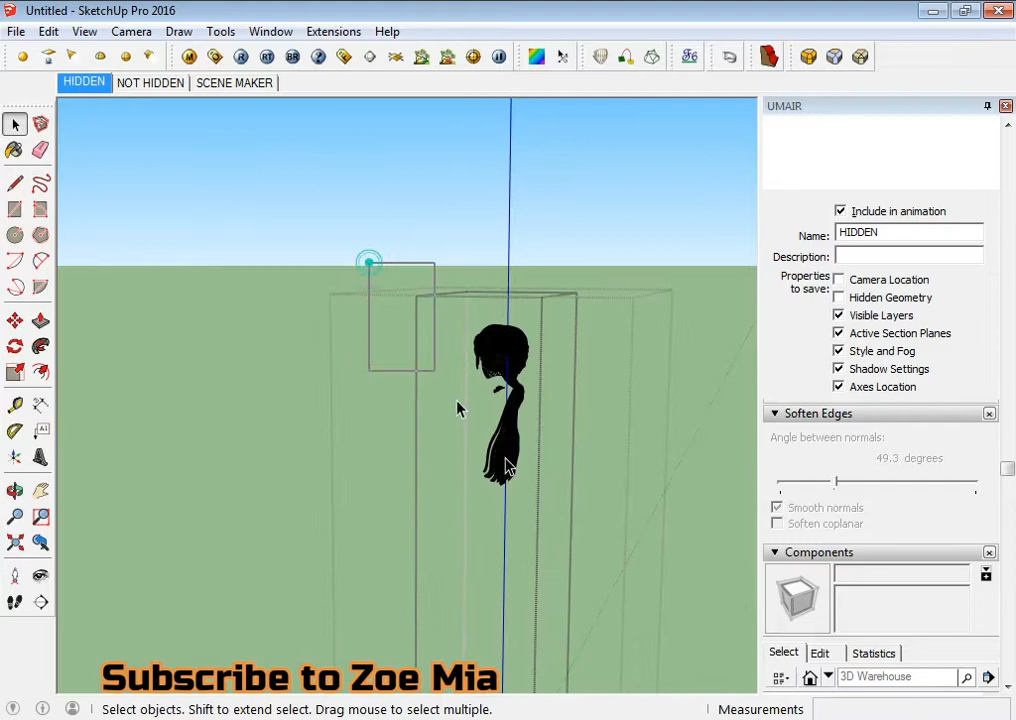 Untitled - SketchUp Pro 2016
File Edit View Camera Draw Tools Window Extensions Help
M R RT BR ?
HIDDEN NOT HIDDEN SCENE MAKER
UMAIR
Include in animation
Name: HIDDEN
Description:
Properties to save:
Camera Location
Hidden Geometry
Visible Layers
Active Section Planes
Style and Fog
Shadow Settings
Axes Location
Soften Edges
Angle between normals:
49.3 degrees
Smooth normals
Soften coplanar
Components
Select Edit Statistics
3D Warehouse
Subscribe to Zoe Mia
Select objects. Shift to extend select. Drag mouse to select multiple.
Measurements